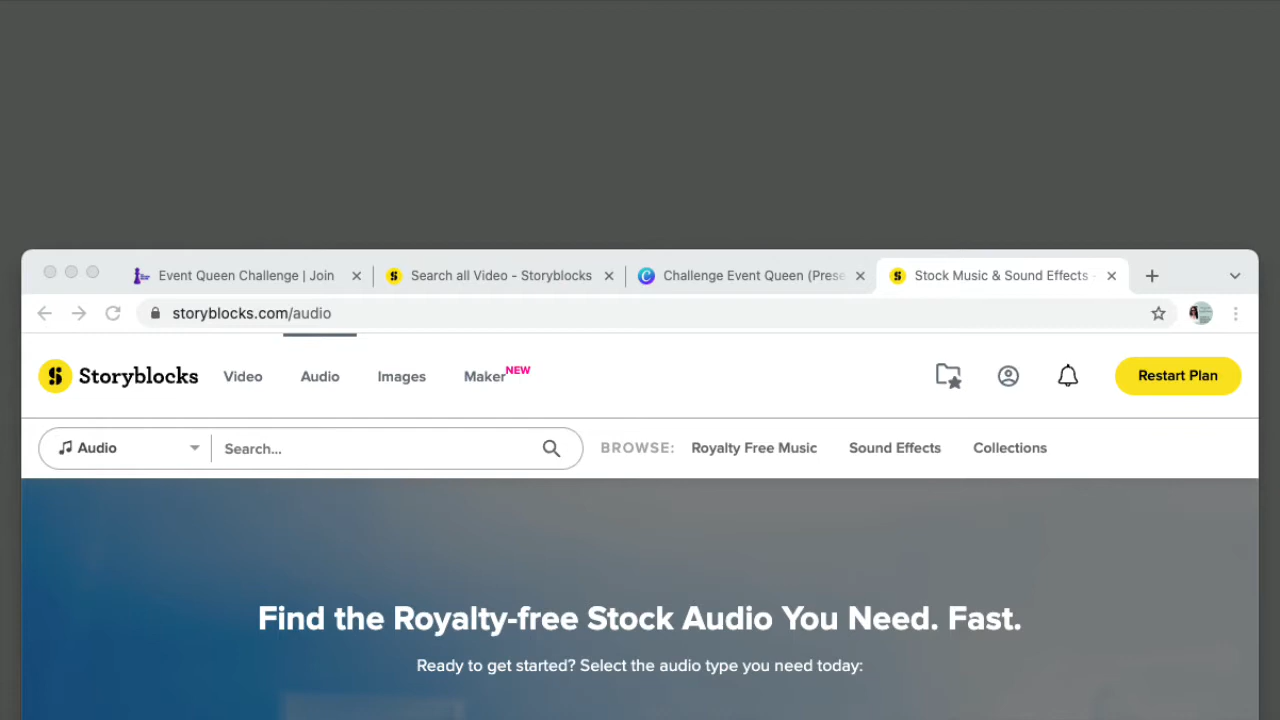 Event Queen Challenge | Join
Search all Video - Storyblocks
Challenge Event Queen (Prese
Stock Music & Sound Effects -
storyblocks.com/audio
Storyblocks Video Audio Images Maker NEW Restart Plan
Audio Search... BROWSE: Royalty Free Music Sound Effects Collections
Find the Royalty-free Stock Audio You Need. Fast.
Ready to get started? Select the audio type you need today: